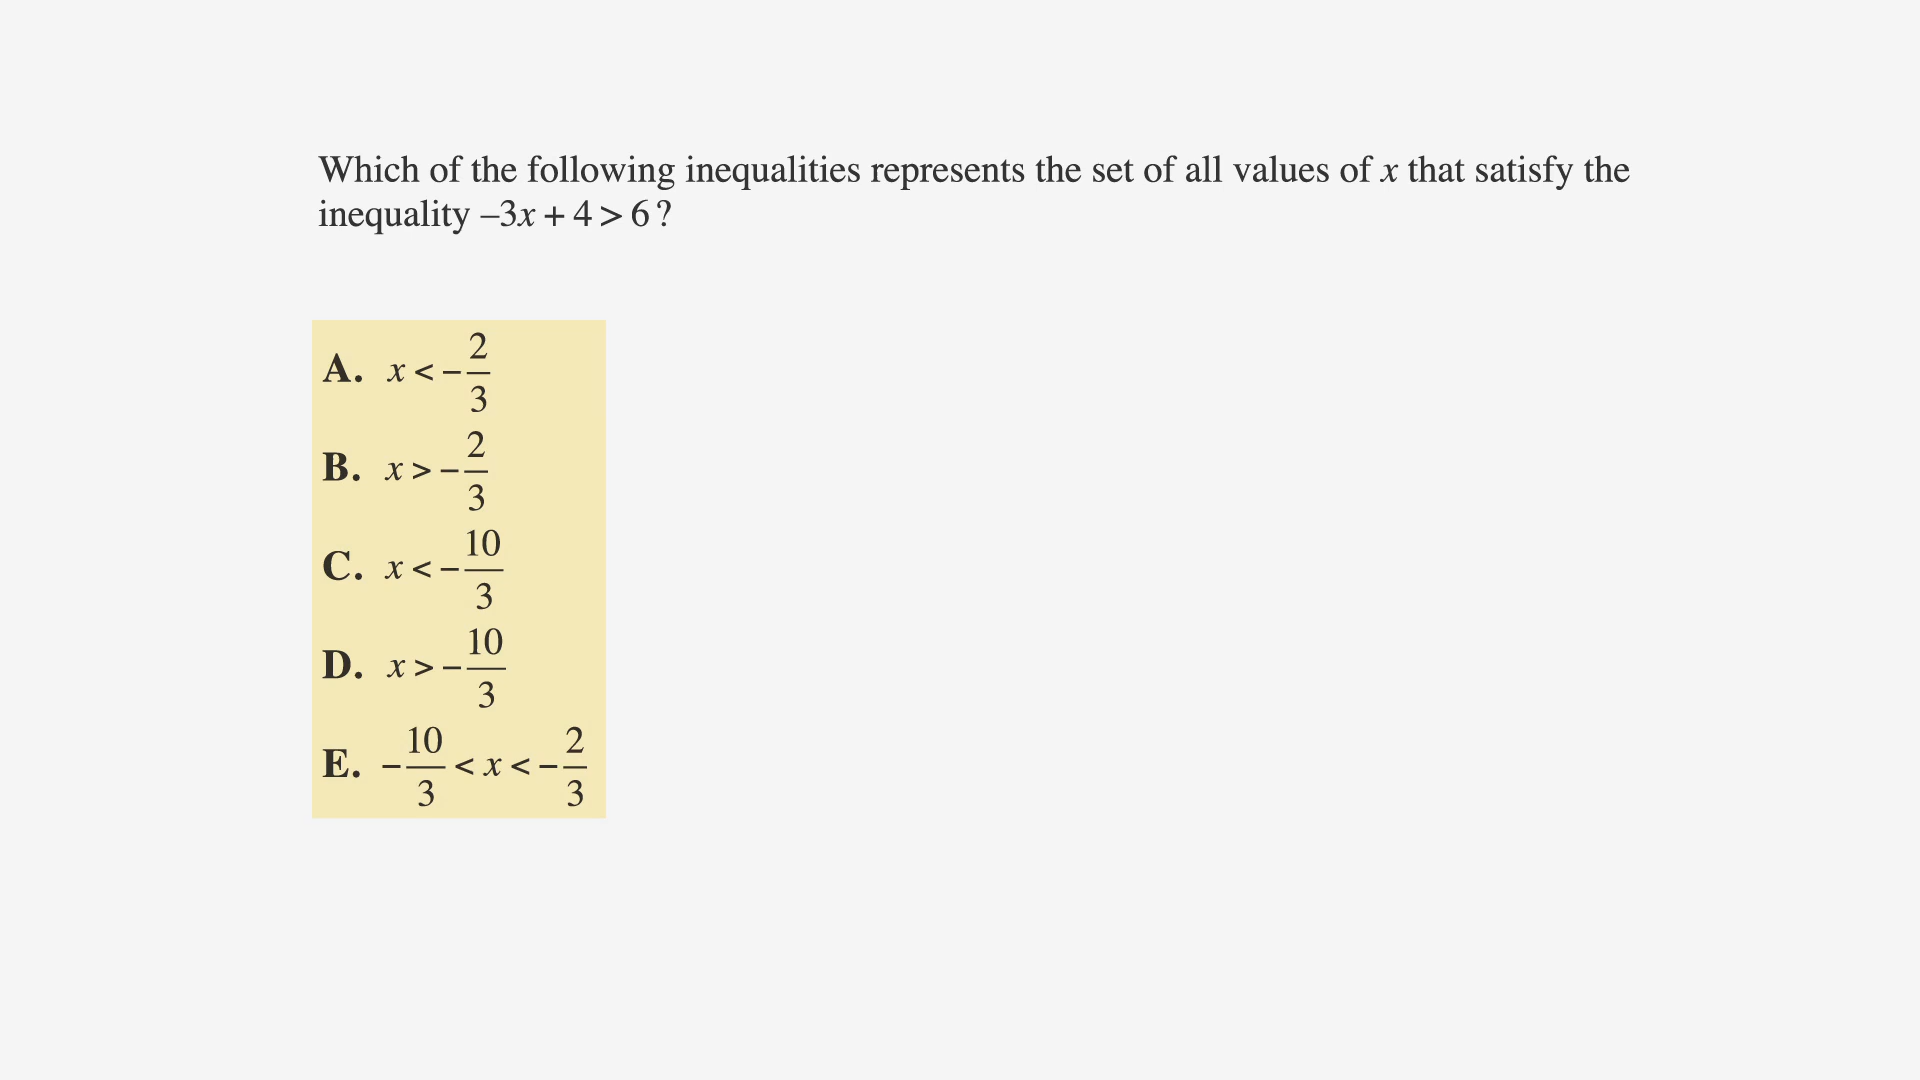 Which of the following inequalities represents the set of all values of x that satisfy the
inequality –3x + 4 > 6 ?
A. x < – 2/3
B. x > – 2/3
C. x < – 10/3
D. x > – 10/3
E. – 10/3 < x < – 2/3